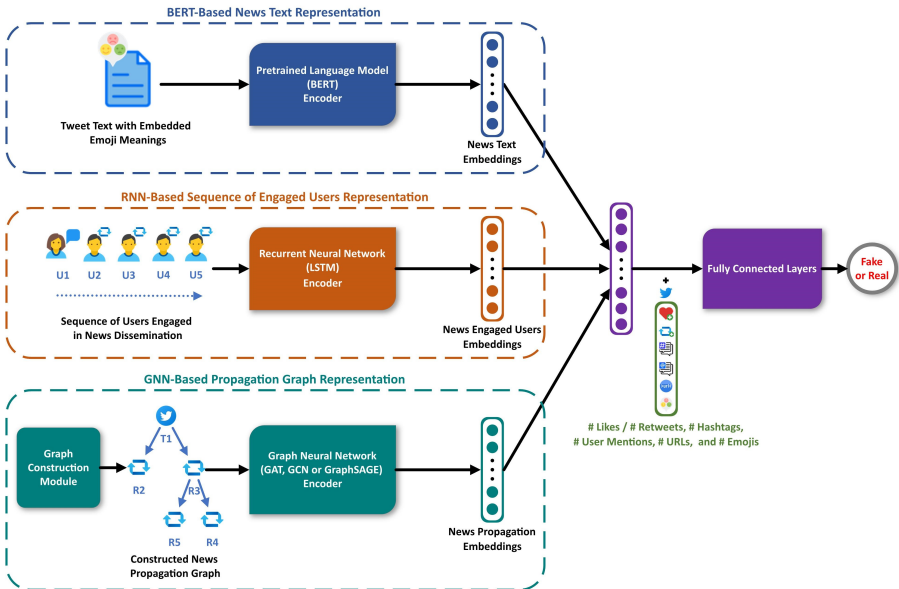 BERT-Based News Text Representation
Pretrained Language Model
(BERT)
Encoder
Tweet Text with Embedded
Emoji Meanings
News Text
Embeddings
RNN-Based Sequence of Engaged Users Representation
U1 U2 U3 U4 U5
Recurrent Neural Network
(LSTM)
Encoder
Sequence of Users Engaged
in News Dissemination
News Engaged Users
Embeddings
Fully Connected Layers
Fake
or Real
+
# Likes / # Retweets, # Hashtags,
# User Mentions, # URLs, and # Emojis
GNN-Based Propagation Graph Representation
Graph
Construction
Module
T1
R2
R3
R5
R4
Constructed News
Propagation Graph
Graph Neural Network
(GAT, GCN or GraphSAGE)
Encoder
News Propagation
Embeddings